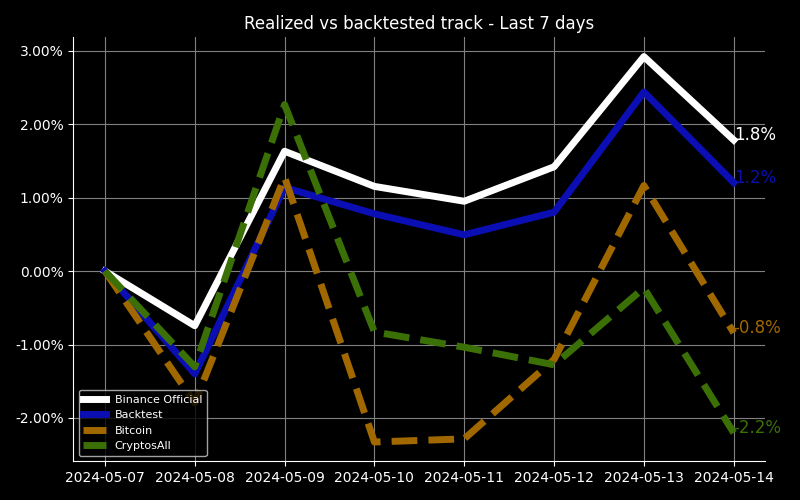 Realized vs backtested track - Last 7 days
3.00%
2.00%
1.00%
0.00%
-1.00%
-2.00%
1.8%
1.2%
-0.8%
-2.2%
Binance Official
Backtest
Bitcoin
CryptosAll
2024-05-07 2024-05-08 2024-05-09 2024-05-10 2024-05-11 2024-05-12 2024-05-13 2024-05-14